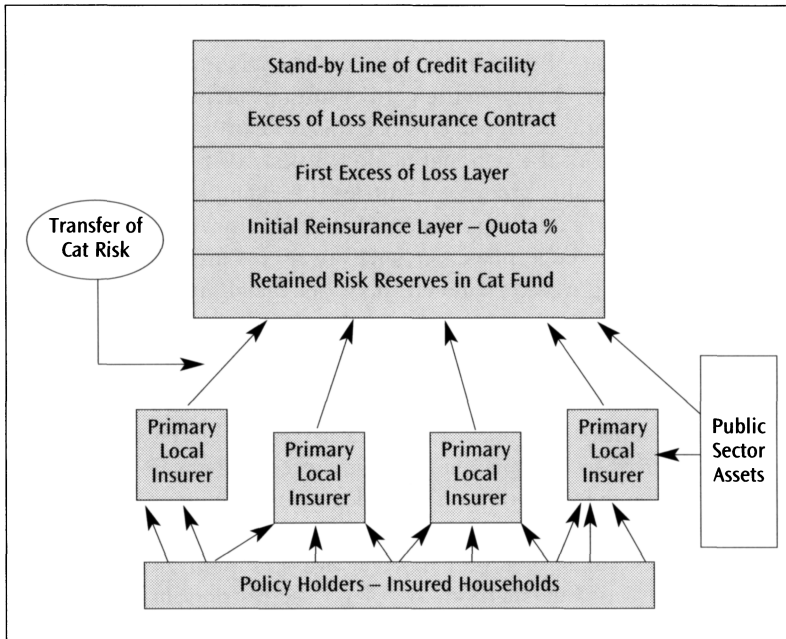 Stand-by Line of Credit Facility
Excess of Loss Reinsurance Contract
First Excess of Loss Layer
Initial Reinsurance Layer – Quota %
Retained Risk Reserves in Cat Fund
Transfer of
Cat Risk
Primary
Local
Insurer
Primary
Local
Insurer
Primary
Local
Insurer
Primary
Local
Insurer
Public
Sector
Assets
Policy Holders – Insured Households